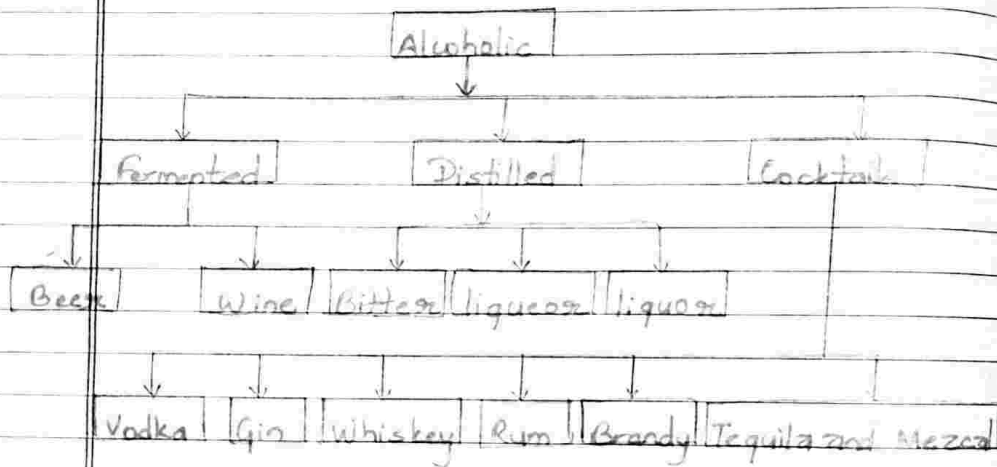 Alcoholic
Fermented Distilled Cocktail
Beer Wine Bitter liqueor liquor
Vodka Gin Whiskey Rum Brandy Tequila and Mezcal